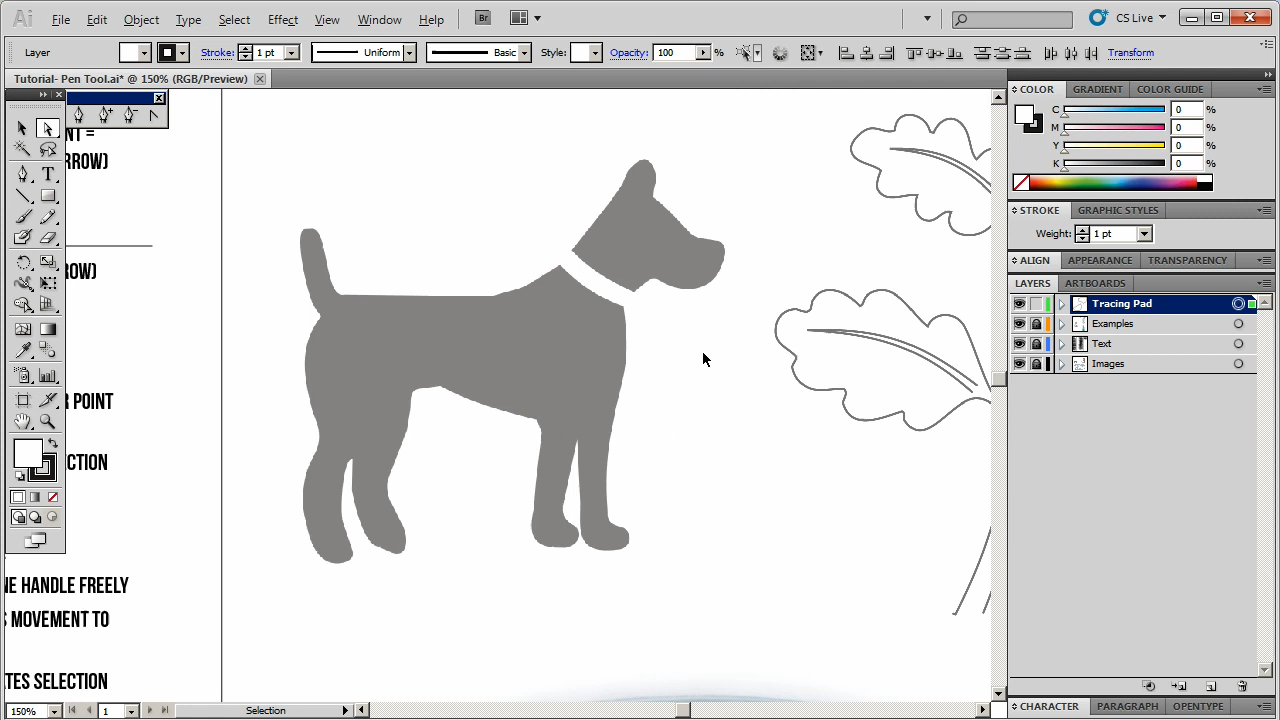 Ai File Edit Object Type Select Effect View Window Help Br CS Live
Layer Stroke: 1 pt Uniform Basic Style: Opacity: 100 % Transform
Tutorial- Pen Tool.ai* @ 150% (RGB/Preview)
NT =
RROW)
ROW)
R POINT
CTION
NE HANDLE FREELY
S MOVEMENT TO
TES SELECTION
T
COLOR GRADIENT COLOR GUIDE
C 0 %
M 0 %
Y 0 %
K 0 %
STROKE GRAPHIC STYLES
Weight: 1 pt
ALIGN APPEARANCE TRANSPARENCY
LAYERS ARTBOARDS
Tracing Pad
Examples
Text
Images
150% 1 Selection
CHARACTER PARAGRAPH OPENTYPE